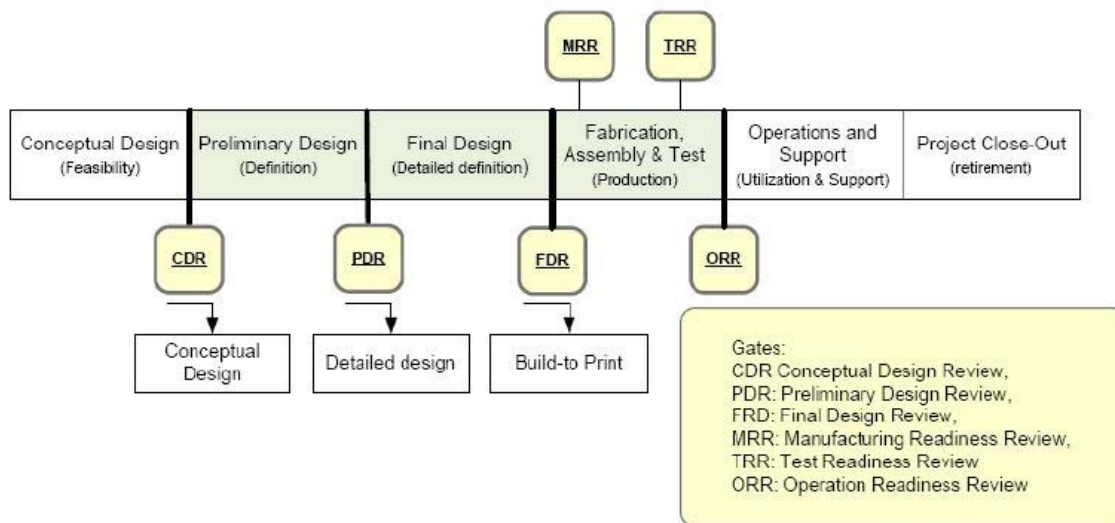 MRR
TRR
Conceptual Design
(Feasibility)
Preliminary Design
(Definition)
Final Design
(Detailed definition)
Fabrication,
Assembly & Test
(Production)
Operations and
Support
(Utilization & Support)
Project Close-Out
(retirement)
CDR
PDR
FDR
ORR
Conceptual
Design
Detailed design
Build-to Print
Gates:
CDR Conceptual Design Review,
PDR: Preliminary Design Review,
FRD: Final Design Review,
MRR: Manufacturing Readiness Review,
TRR: Test Readiness Review
ORR: Operation Readiness Review